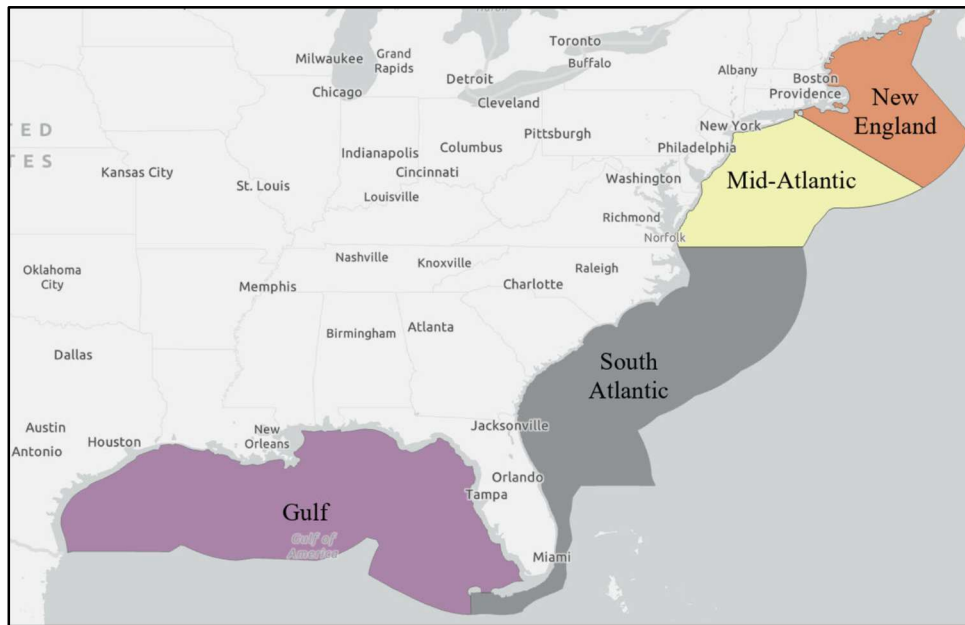 Toronto
Milwaukee
Grand
Rapids
Buffalo
Albany
Boston
Detroit
Chicago
Providence
Cleveland
New
England
New York
Pittsburgh
Philadelphia
TED
TES
Indianapolis
Columbus
Kansas City
Cincinnati
St. Louis
Washington
Mid-Atlantic
Louisville
Richmond
Norfolk
Nashville
Knoxville
Raleigh
Oklahoma
City
Memphis
Charlotte
Birmingham
Atlanta
Dallas
South
Atlantic
Austin
Jacksonville
New
Orleans
Houston
Antonio
Orlando
Tampa
Gulf
Gulf of
America
Miami